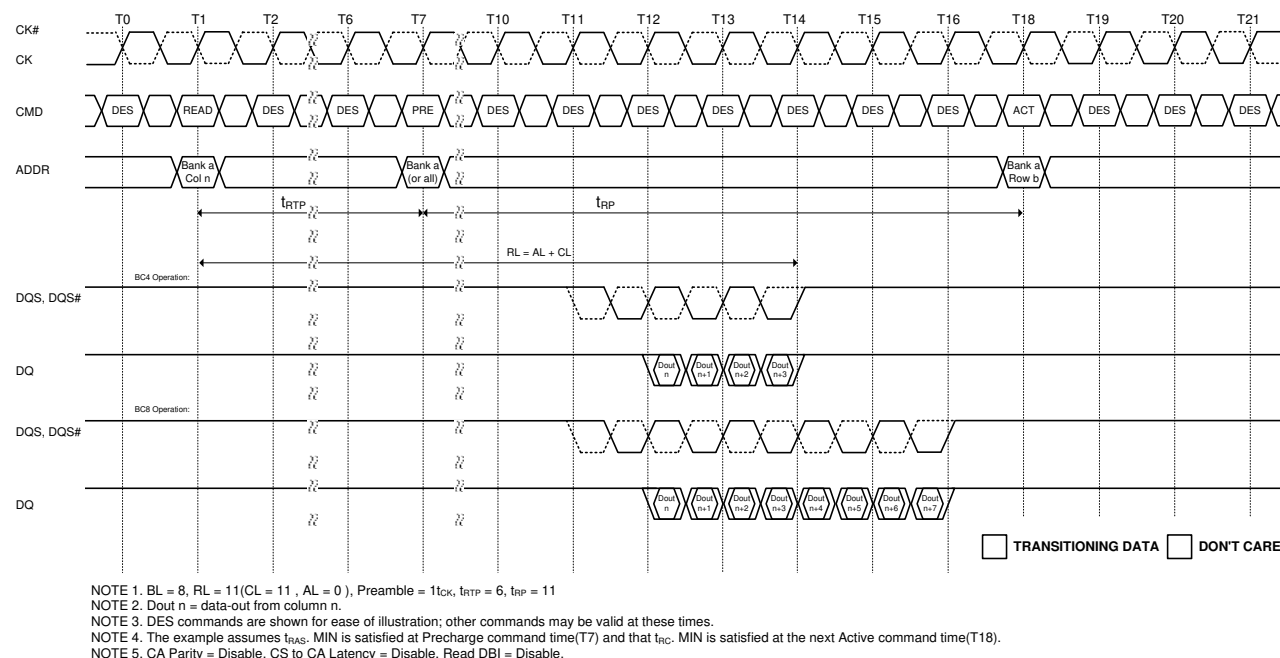 T0 T1 T2 T6 T7 T10 T11 T12 T13 T14 T15 T16 T18 T19 T20 T21
CK#
CK
CMD DES READ DES DES PRE DES DES DES DES DES DES DES ACT DES DES DES
ADDR
Bank a Bank a Bank a
Col n (or all) Row b
tRTP tRP
RL = AL + CL
BC4 Operation:
DQS, DQS#
DQ
Dout Dout Dout Dout
n n+1 n+2 n+3
BC8 Operation:
DQS, DQS#
DQ
Dout Dout Dout Dout Dout Dout Dout Dout
n n+1 n+2 n+3 n+4 n+5 n+6 n+7
TRANSITIONING DATA DON'T CARE
NOTE 1. BL = 8, RL = 11(CL = 11 , AL = 0 ), Preamble = 1tCK, tRTP = 6, tRP = 11
NOTE 2. Dout n = data-out from column n.
NOTE 3. DES commands are shown for ease of illustration; other commands may be valid at these times.
NOTE 4. The example assumes tRAS. MIN is satisfied at Precharge command time(T7) and that tRC. MIN is satisfied at the next Active command time(T18).
NOTE 5. CA Parity = Disable, CS to CA Latency = Disable, Read DBI = Disable.